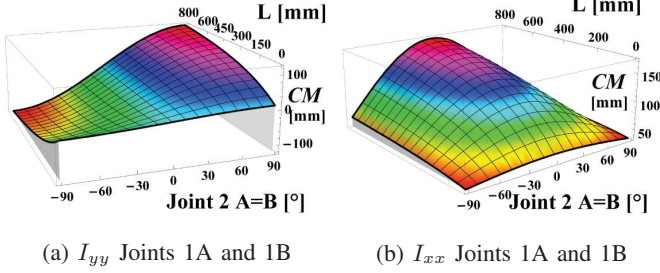 L [mm]
800 600 450 300 150 0
100
0
-100
CM
[mm]
-90 -60 -30 0 30 60 90
Joint 2 A=B [°]
(a) Iyy Joints 1A and 1B
L [mm]
800 600 400 200 0
150
100
50
CM
[mm]
-90 -60 -30 0 30 60 90
Joint 2 A=B [°]
(b) Ixx Joints 1A and 1B